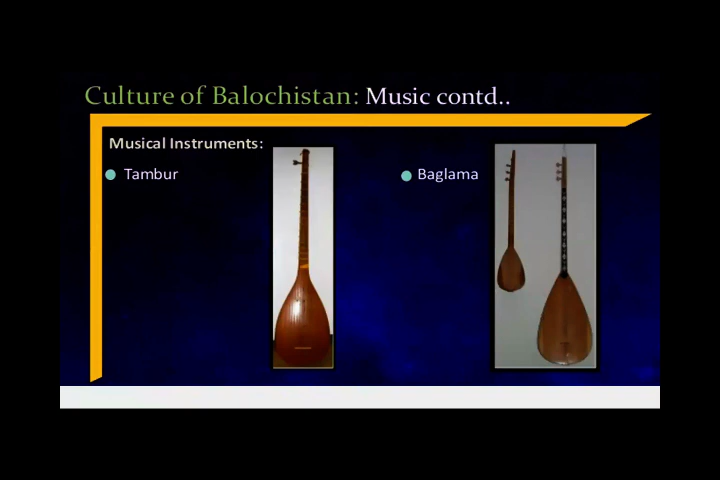 Culture of Balochistan: Music contd..
Musical Instruments:
Tambur
Baglama